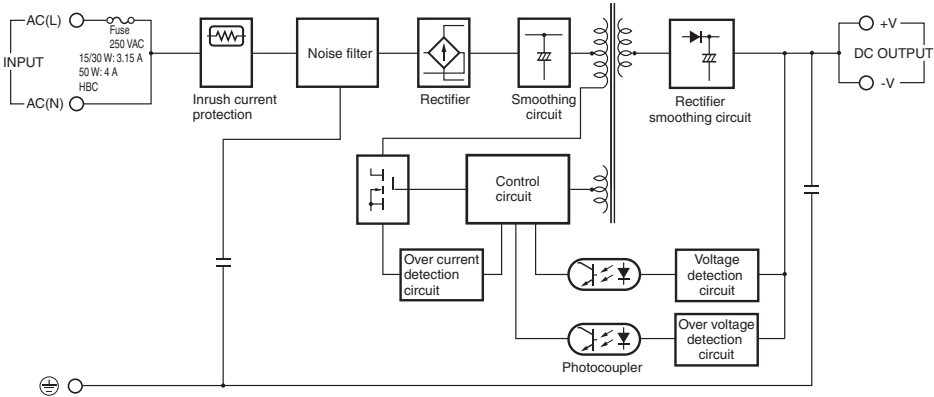 AC(L)
Fuse
250 VAC
15/30 W: 3.15 A
50 W: 4 A
HBC
INPUT
AC(N)
Inrush current
protection
Noise filter
Rectifier
Smoothing
circuit
Rectifier
smoothing circuit
+V
DC OUTPUT
-V
Control
circuit
Over current
detection
circuit
Voltage
detection
circuit
Over voltage
detection
circuit
Photocoupler